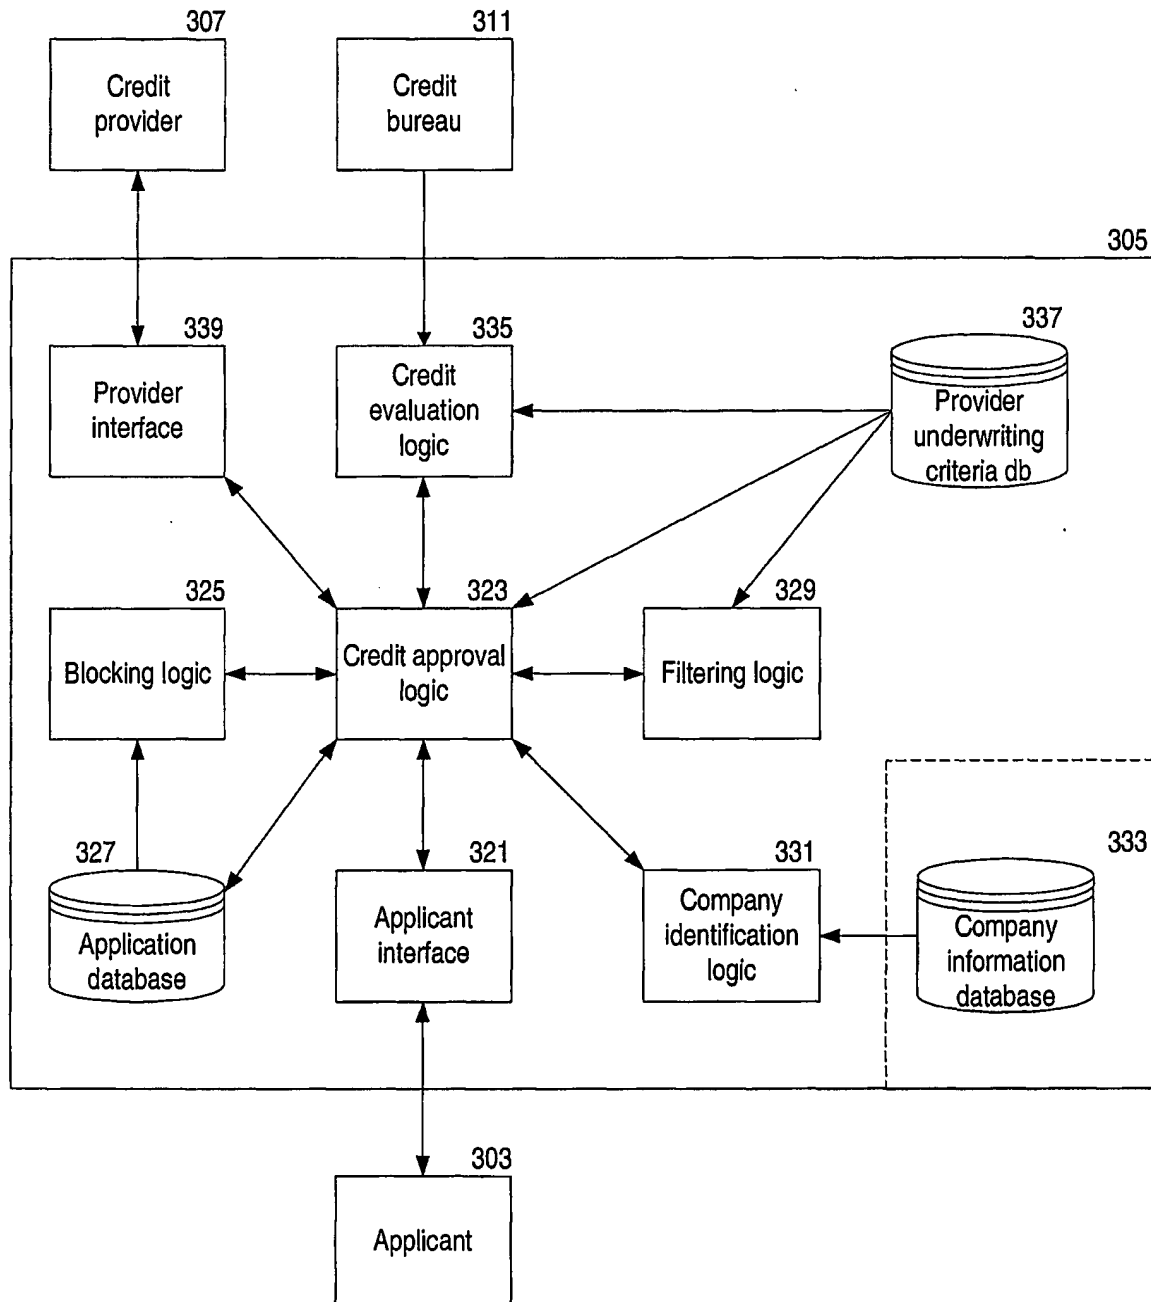 307
Credit
provider
311
Credit
bureau
305
339
Provider
interface
335
Credit
evaluation
logic
337
Provider
underwriting
criteria db
325
Blocking logic
323
Credit approval
logic
329
Filtering logic
327
Application
database
321
Applicant
interface
331
Company
identification
logic
333
Company
information
database
303
Applicant